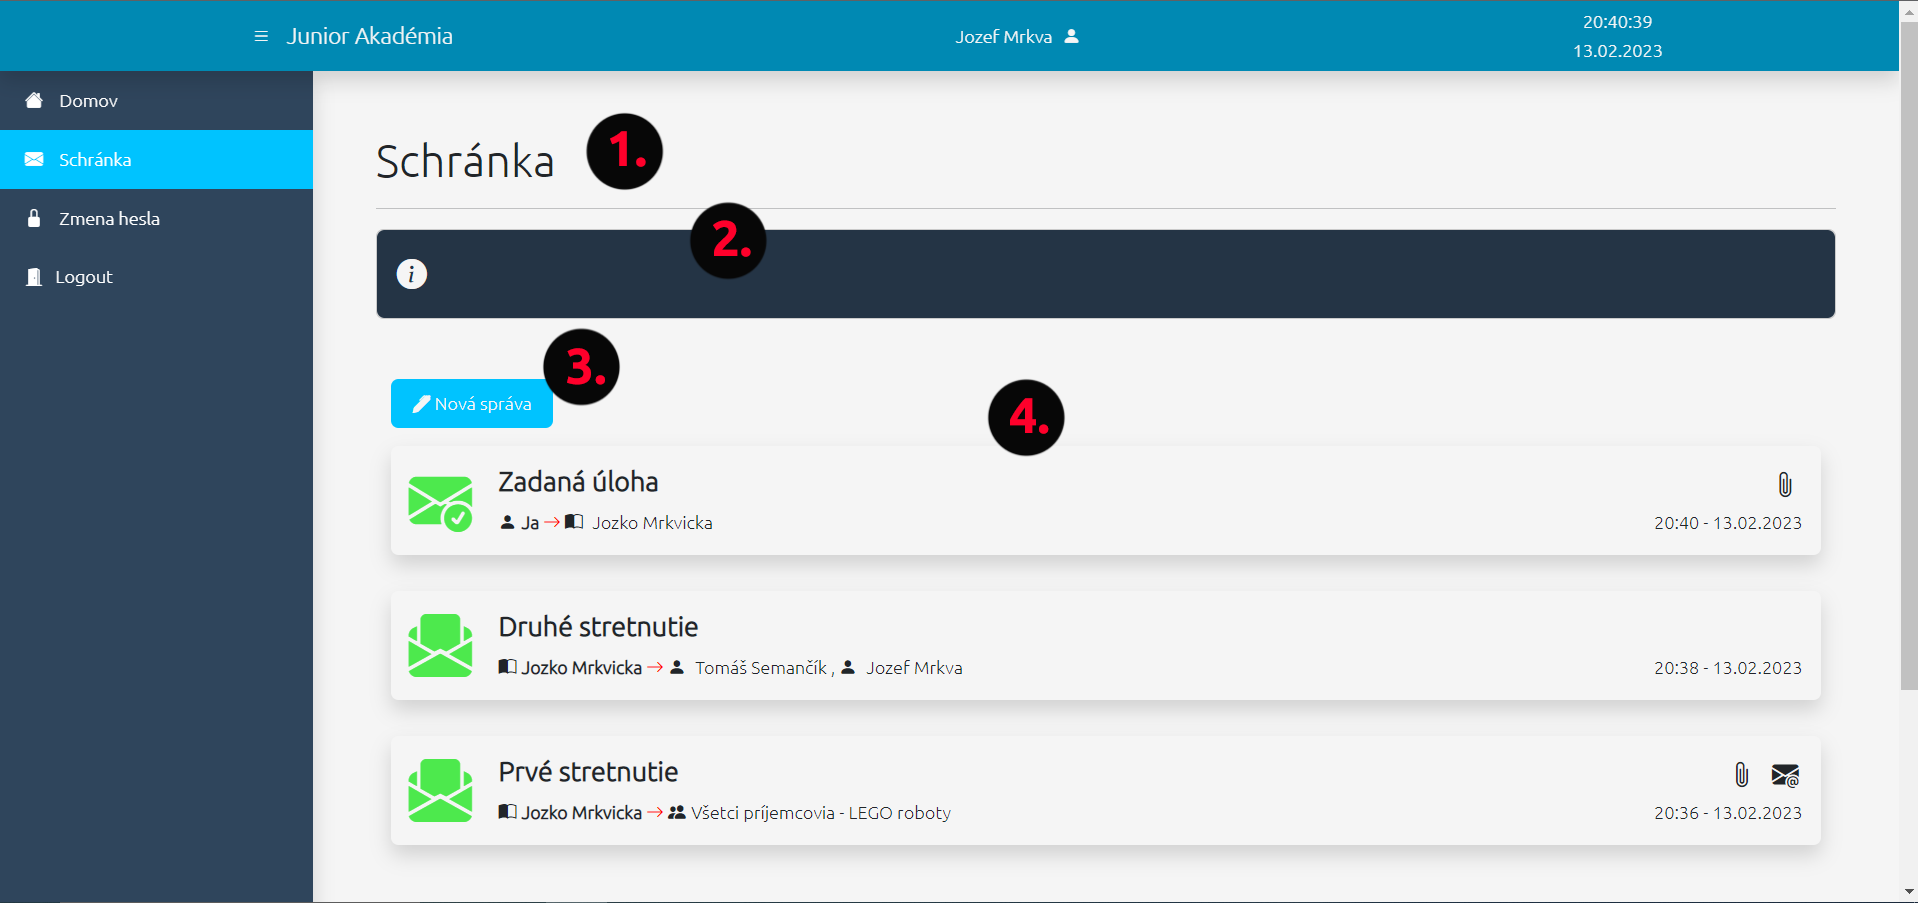 Junior Akadémia
Jozef Mrkva
20:40:39
13.02.2023
Domov
Schránka
Zmena hesla
Logout
Schránka
1.
2.
i
3.
Nová správa
4.
Zadaná úloha
Ja → Jozko Mrkvicka
20:40 - 13.02.2023
Druhé stretnutie
Jozko Mrkvicka → Tomáš Semančík , Jozef Mrkva
20:38 - 13.02.2023
Prvé stretnutie
Jozko Mrkvicka → Všetci príjemcovia - LEGO roboty
20:36 - 13.02.2023